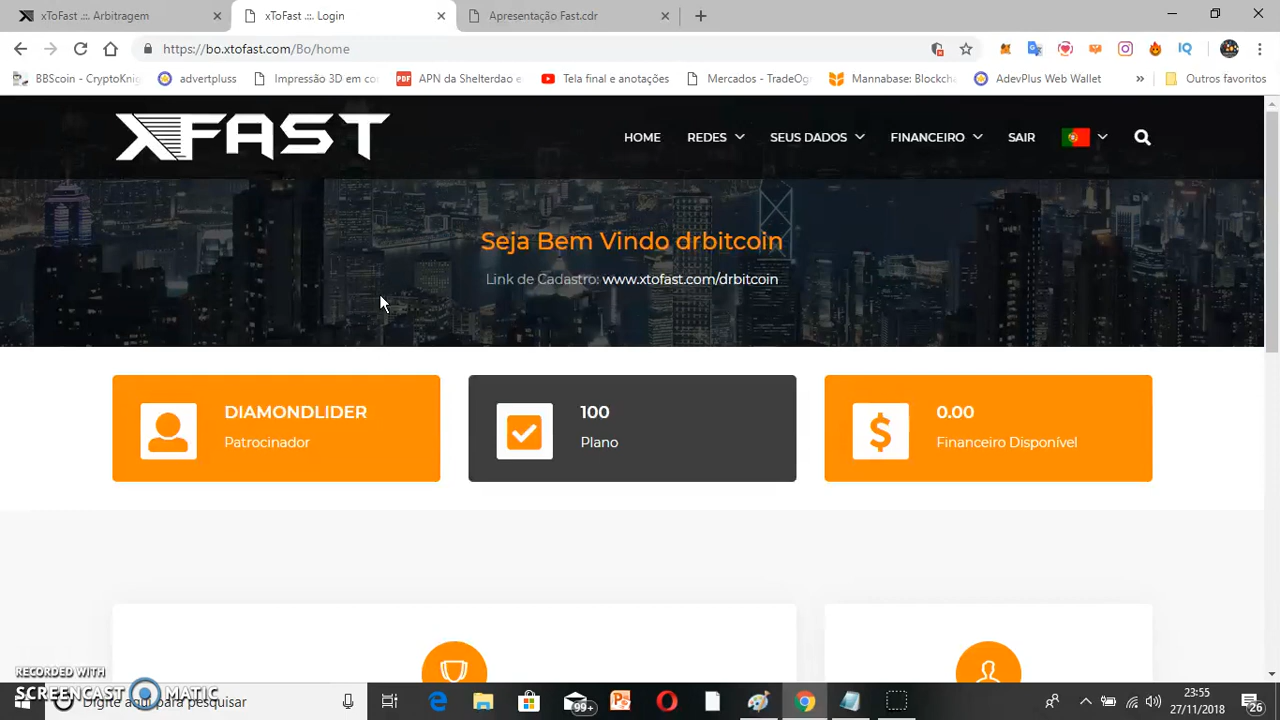 xToFast .::. Arbitragem
xToFast .::. Login
Apresentação Fast.cdr
https://bo.xtofast.com/Bo/home
BBScoin - CryptoKni
advertpluss
Impressão 3D em co
PDF
APN da Shelterdao e
Tela final e anotações
Mercados - TradeOg
Mannabase: Blockch
AdevPlus Web Wallet
»
Outros favoritos
IQ
XFAST
HOME
REDES
SEUS DADOS
FINANCEIRO
SAIR
Seja Bem Vindo drbitcoin
Link de Cadastro: www.xtofast.com/drbitcoin
DIAMONDLIDER
Patrocinador
100
Plano
$
0.00
Financeiro Disponível
RECORDED WITH
SCREENCAST MATIC
Digite aqui para pesquisar
99+
23:55
27/11/2018
26